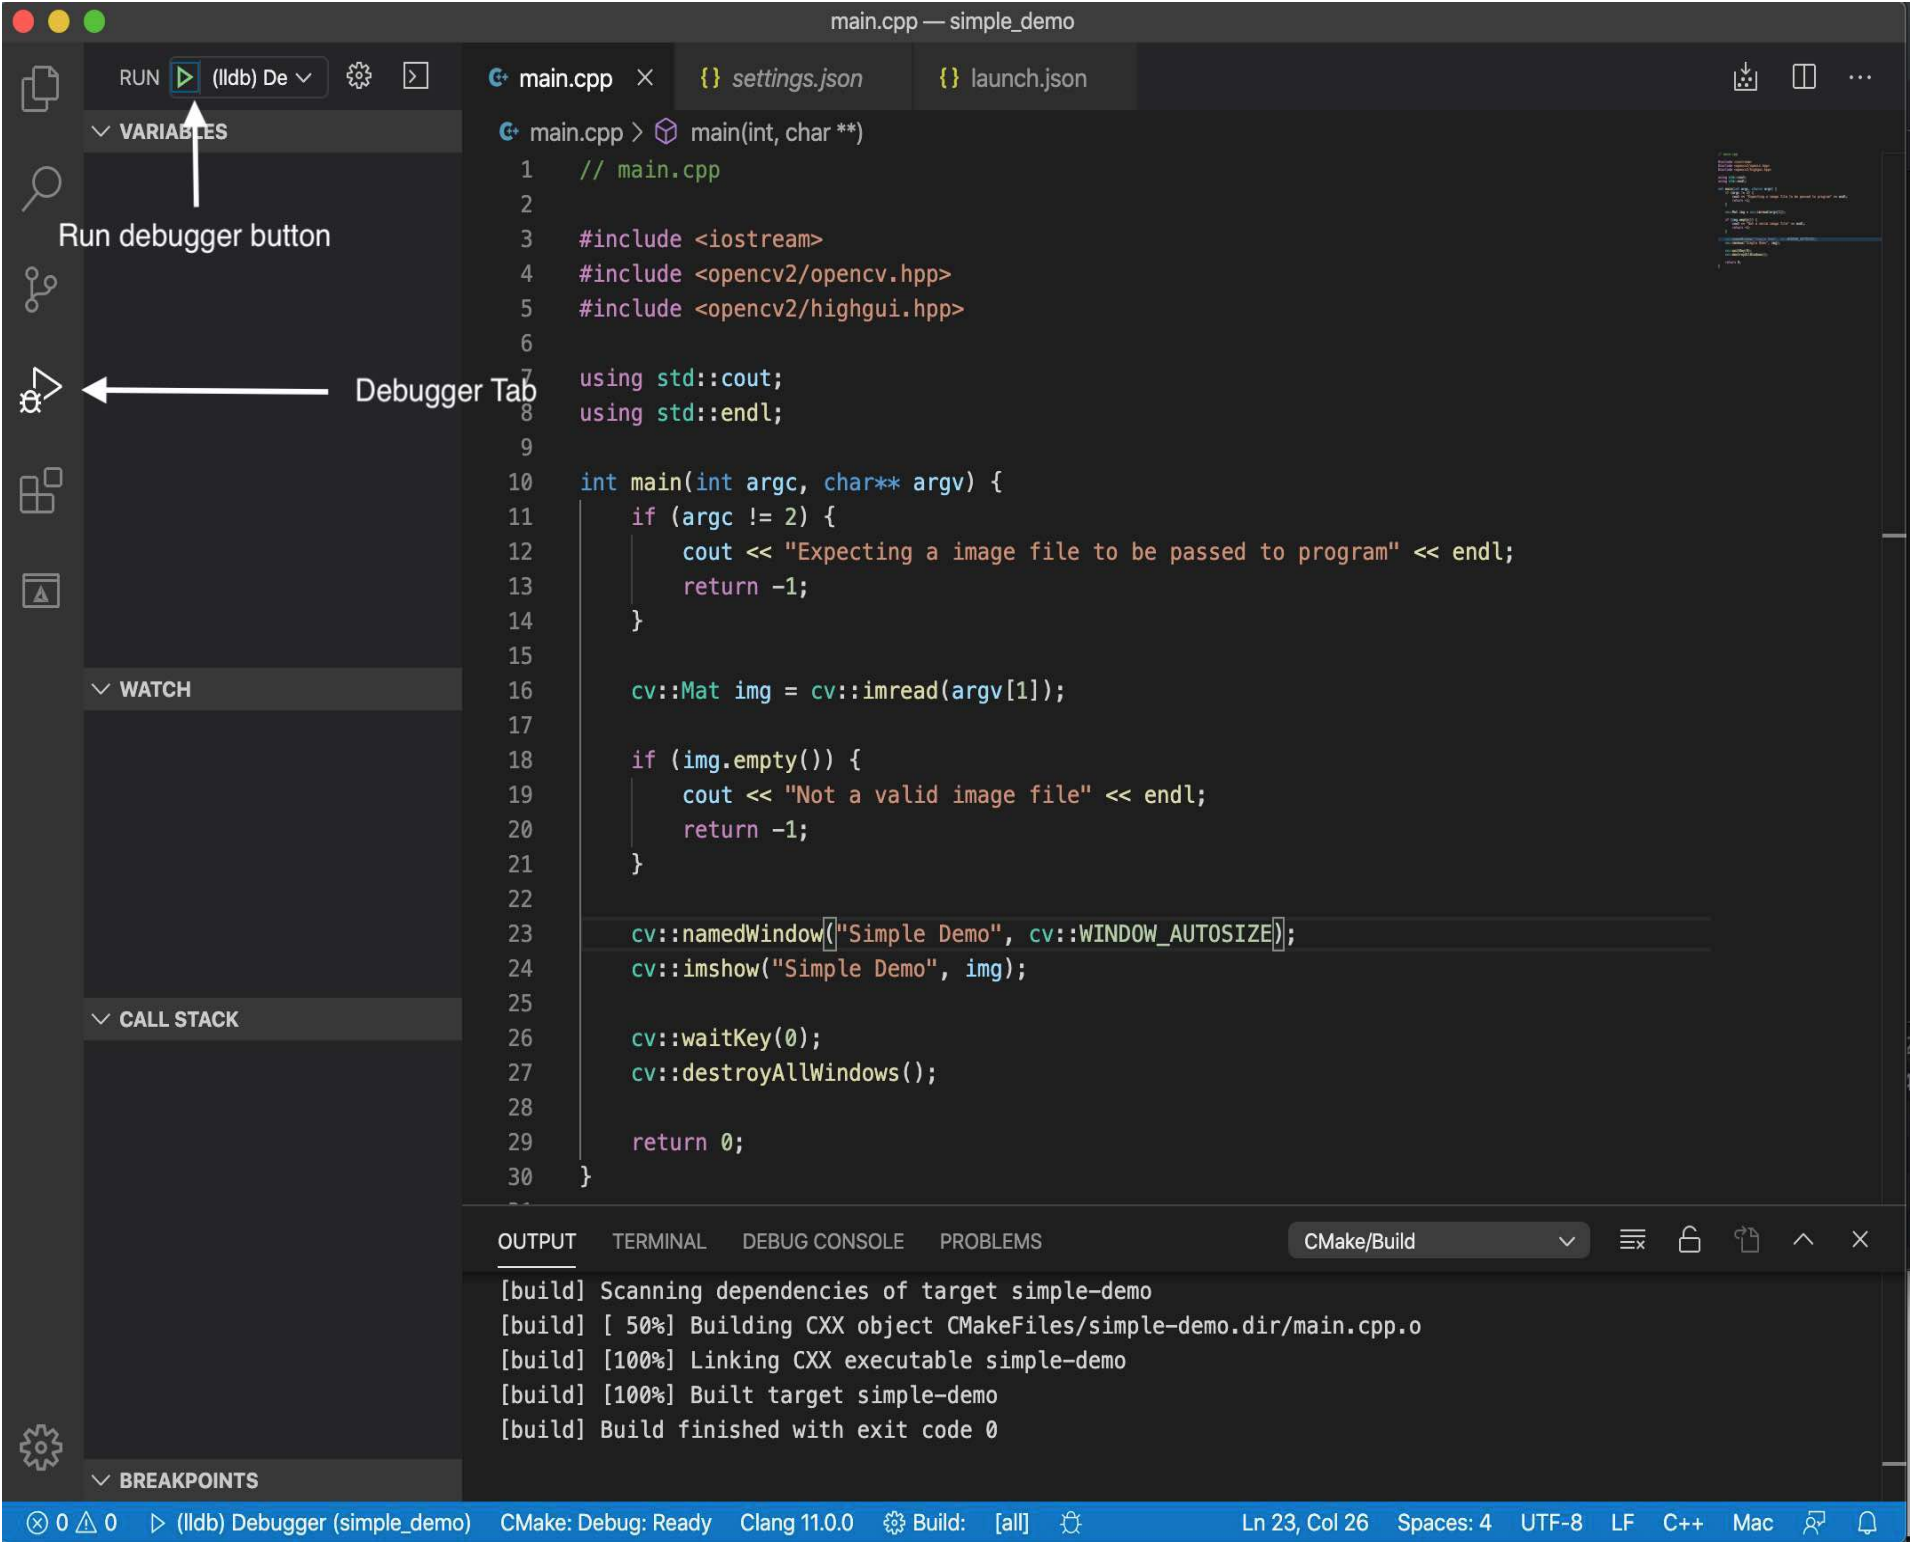 main.cpp — simple_demo
RUN (lldb) De
main.cpp settings.json launch.json
VARIABLES
Run debugger button
Debugger Tab
WATCH
CALL STACK
BREAKPOINTS
main.cpp > main(int, char **)
1 // main.cpp
2
3 #include <iostream>
4 #include <opencv2/opencv.hpp>
5 #include <opencv2/highgui.hpp>
6
7 using std::cout;
8 using std::endl;
9
10 int main(int argc, char** argv) {
11 if (argc != 2) {
12 cout << "Expecting a image file to be passed to program" << endl;
13 return -1;
14 }
15
16 cv::Mat img = cv::imread(argv[1]);
17
18 if (img.empty()) {
19 cout << "Not a valid image file" << endl;
20 return -1;
21 }
22
23 cv::namedWindow("Simple Demo", cv::WINDOW_AUTOSIZE);
24 cv::imshow("Simple Demo", img);
25
26 cv::waitKey(0);
27 cv::destroyAllWindows();
28
29 return 0;
30 }
OUTPUT TERMINAL DEBUG CONSOLE PROBLEMS CMake/Build
[build] Scanning dependencies of target simple-demo
[build] [ 50%] Building CXX object CMakeFiles/simple-demo.dir/main.cpp.o
[build] [100%] Linking CXX executable simple-demo
[build] [100%] Built target simple-demo
[build] Build finished with exit code 0
0 0 (lldb) Debugger (simple_demo) CMake: Debug: Ready Clang 11.0.0 Build: [all] Ln 23, Col 26 Spaces: 4 UTF-8 LF C++ Mac